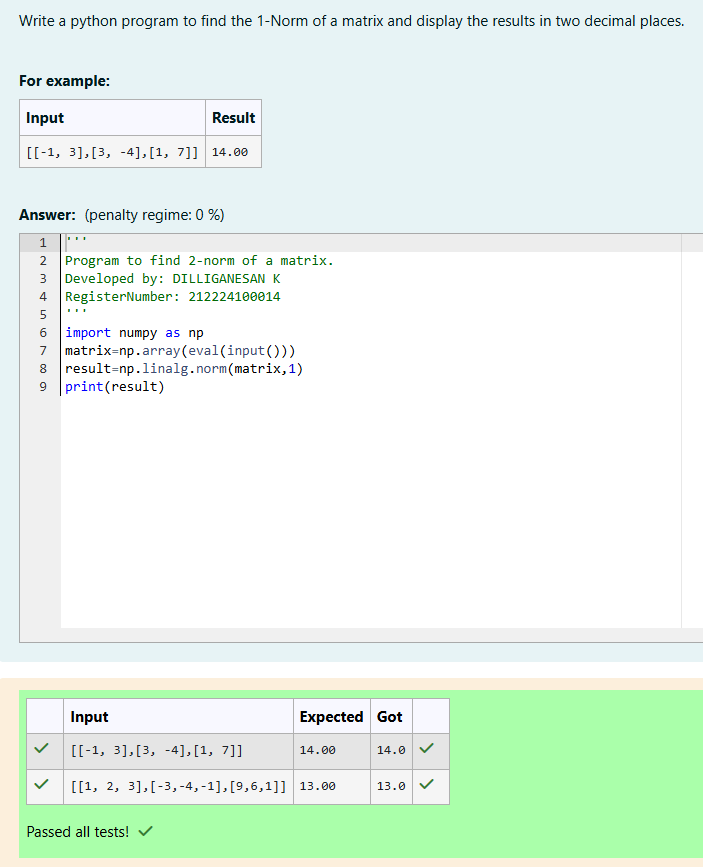 Write a python program to find the 1-Norm of a matrix and display the results in two decimal places.
For example:
Input Result
[[-1, 3],[3, -4],[1, 7]] 14.00
Answer: (penalty regime: 0 %)
1 '''
2 Program to find 2-norm of a matrix.
3 Developed by: DILLIGANESAN K
4 RegisterNumber: 212224100014
5 '''
6 import numpy as np
7 matrix=np.array(eval(input()))
8 result=np.linalg.norm(matrix,1)
9 print(result)
Input Expected Got
[[-1, 3],[3, -4],[1, 7]] 14.00 14.0
[[1, 2, 3],[-3,-4,-1],[9,6,1]] 13.00 13.0
Passed all tests!